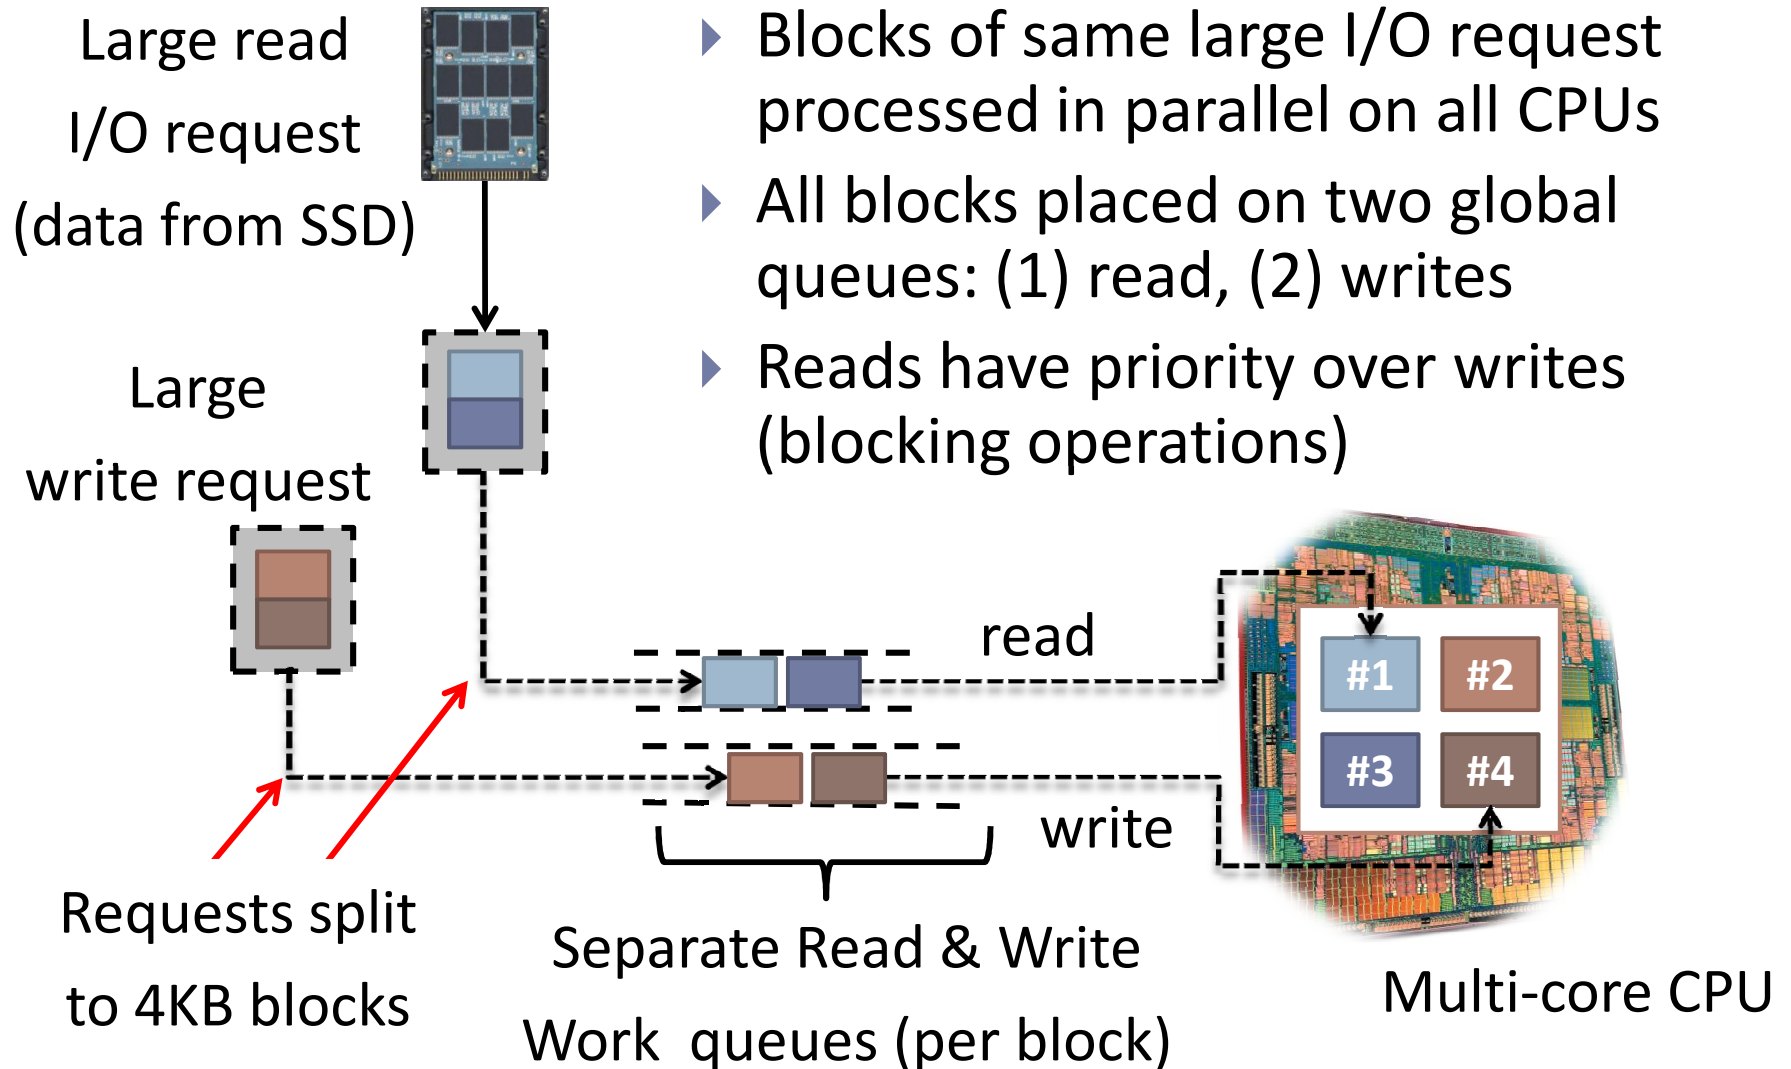 Large read
I/O request
(data from SSD)
Blocks of same large I/O request
processed in parallel on all CPUs
All blocks placed on two global
queues: (1) read, (2) writes
Reads have priority over writes
(blocking operations)
Large
write request
read
write
#1
#2
#3
#4
Requests split
to 4KB blocks
Separate Read & Write
Work queues (per block)
Multi-core CPU